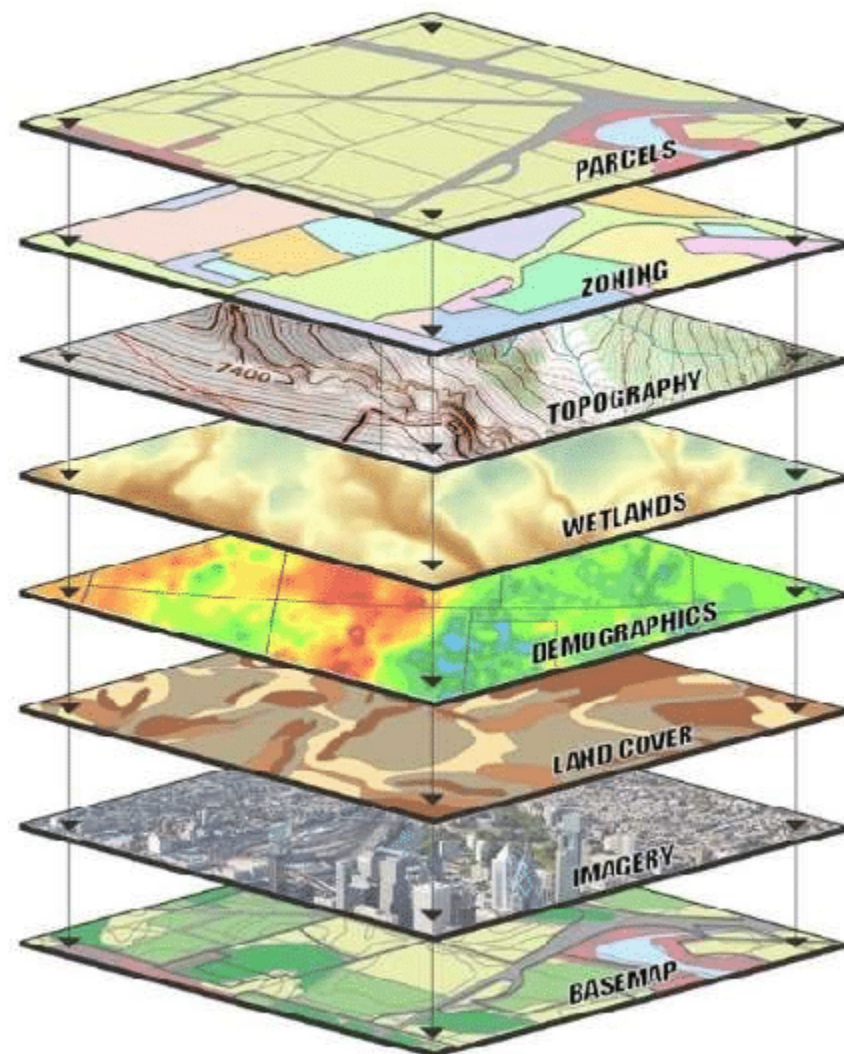 PARCELS
ZONING
7400
TOPOGRAPHY
WETLANDS
DEMOGRAPHICS
LAND COVER
IMAGERY
BASEMAP